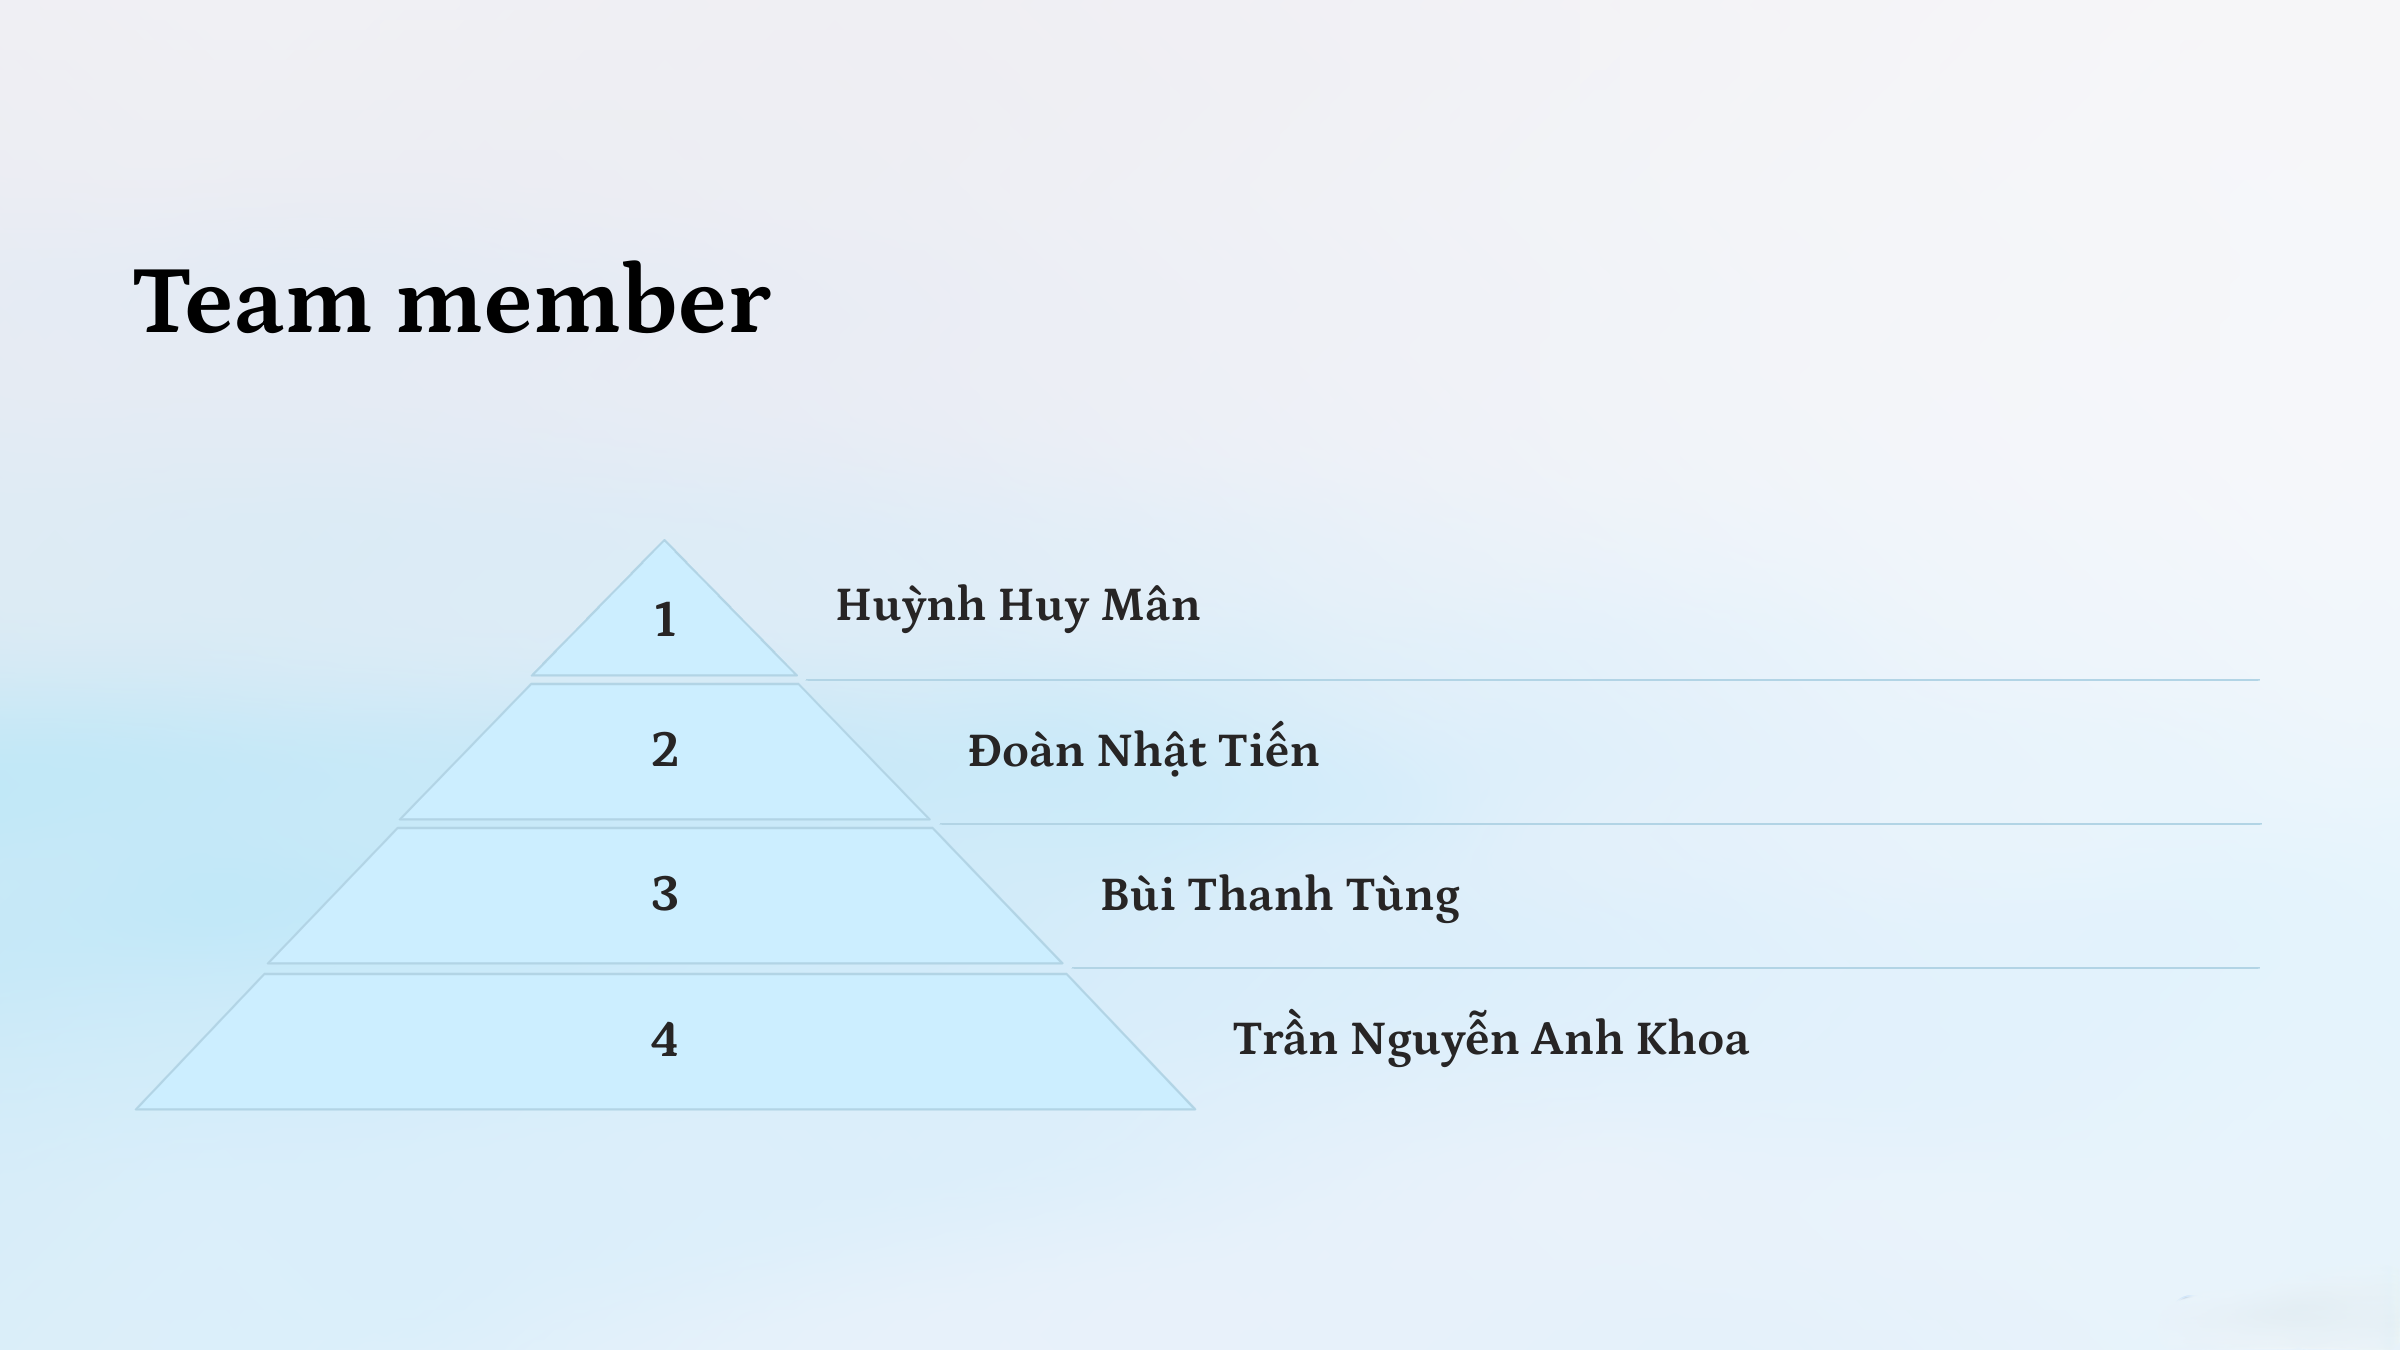 Team member
1
Huỳnh Huy Mân
2
Đoàn Nhật Tiến
3
Bùi Thanh Tùng
4
Trần Nguyễn Anh Khoa